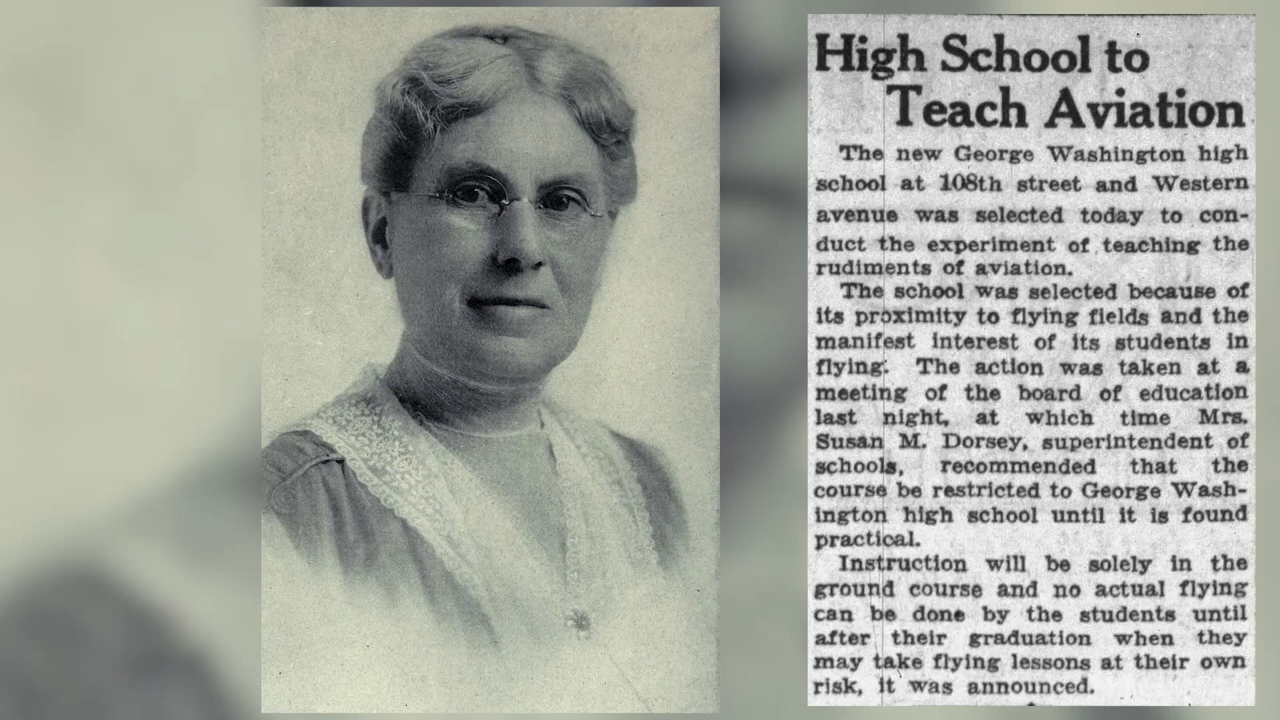 High School to
Teach Aviation
The new George Washington high
school at 108th street and Western
avenue was selected today to con-
duct the experiment of teaching the
rudiments of aviation.
The school was selected because of
its proximity to flying fields and the
manifest interest of its students in
flying. The action was taken at a
meeting of the board of education
last night, at which time Mrs.
Susan M. Dorsey, superintendent of
schools, recommended that the
course be restricted to George Wash-
ington high school until it is found
practical.
Instruction will be solely in the
ground course and no actual flying
can be done by the students until
after their graduation when they
may take flying lessons at their own
risk, it was announced.